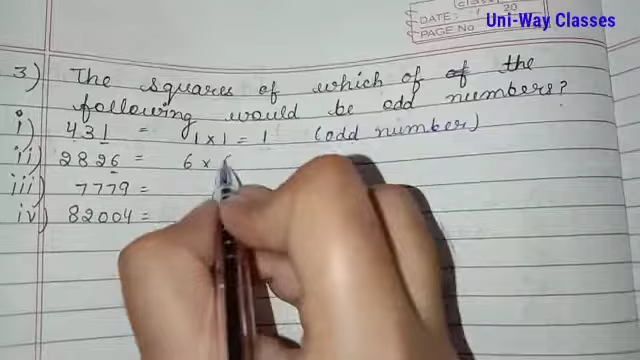 Uni-Way Classes
DATE: 20
PAGE No
3) The squares of which of of the
following would be odd numbers?
i) 431 = 1 × 1 = 1 (odd number)
ii) 2826 = 6 ×
iii) 7779 =
iv) 82004 =